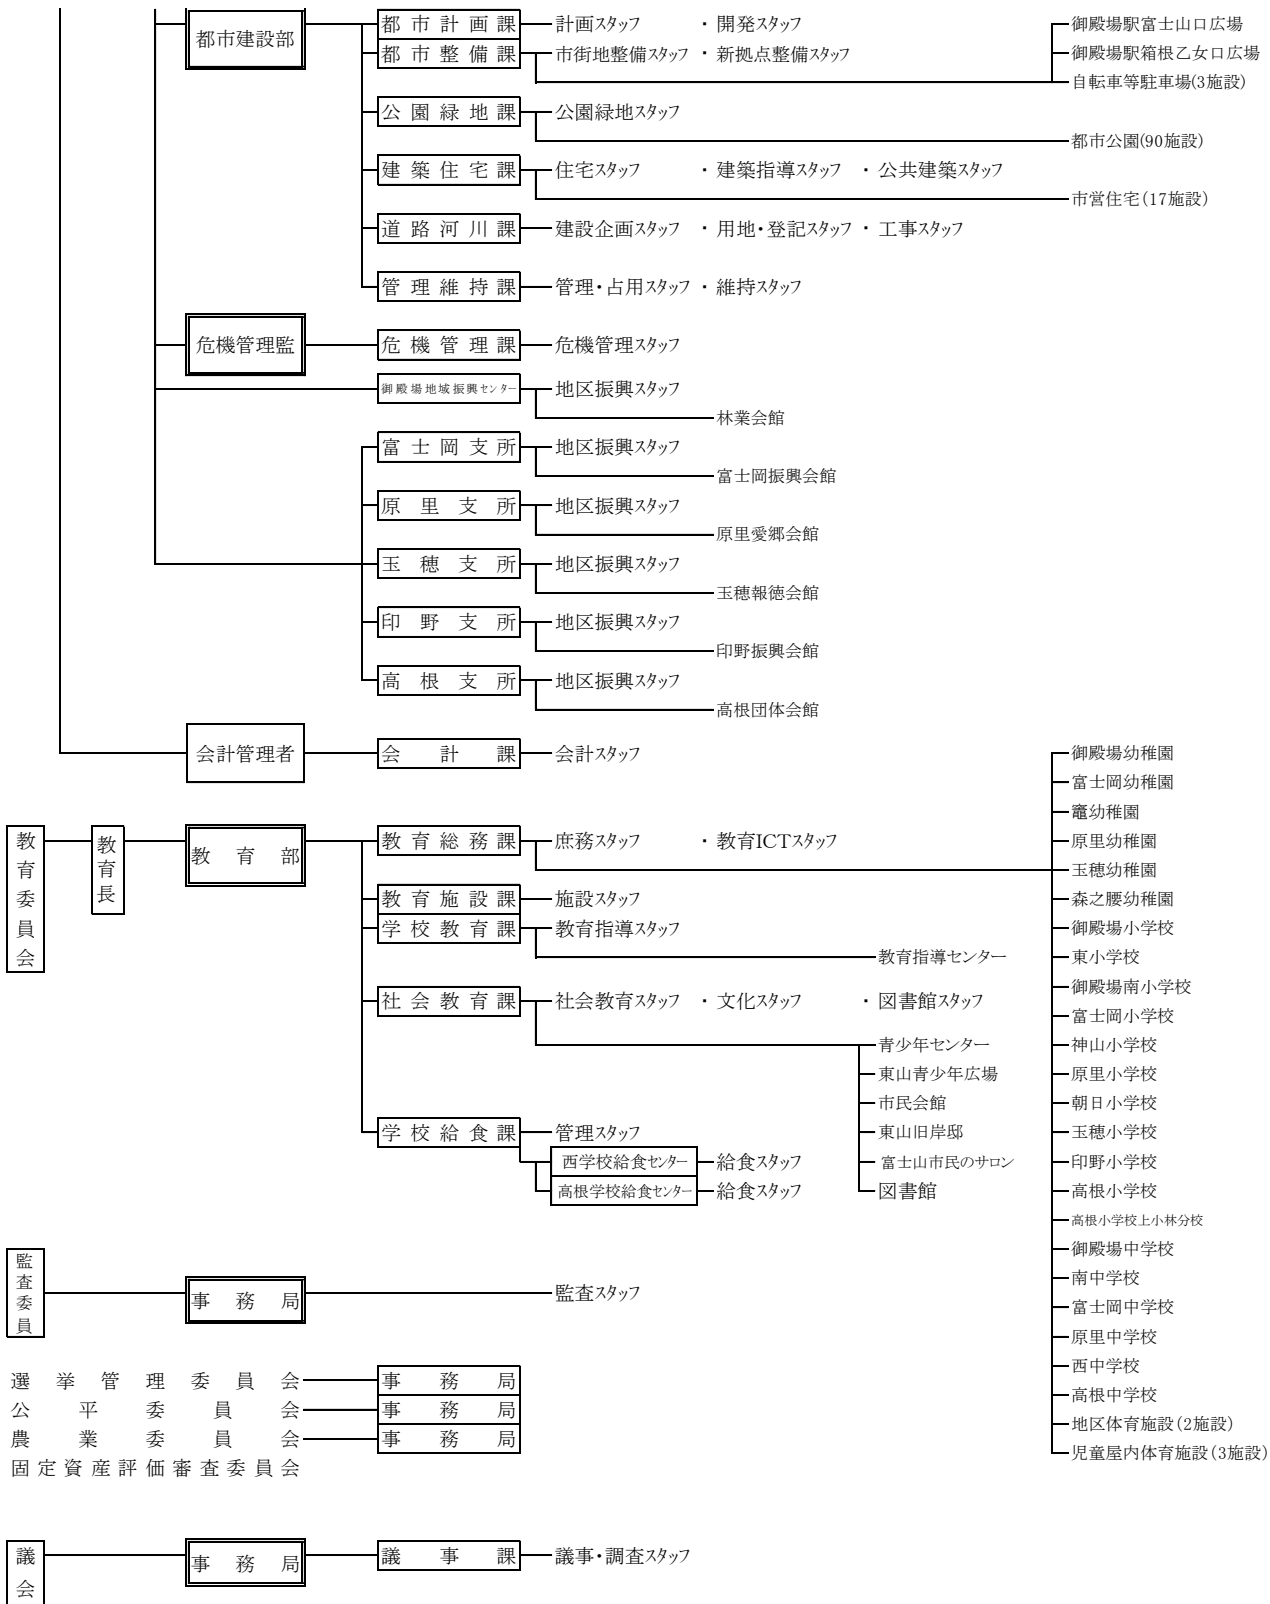 都市建設部
都市計画課 計画スタッフ ・ 開発スタッフ 御殿場駅富士山口広場
都市整備課 市街地整備スタッフ ・ 新拠点整備スタッフ 御殿場駅箱根乙女口広場
自転車等駐車場(3施設)
公園緑地課 公園緑地スタッフ
都市公園(90施設)
建築住宅課 住宅スタッフ ・ 建築指導スタッフ ・ 公共建築スタッフ
市営住宅(17施設)
道路河川課 建設企画スタッフ ・ 用地・登記スタッフ ・ 工事スタッフ
管理維持課 管理・占用スタッフ ・ 維持スタッフ
危機管理監 危機管理課 危機管理スタッフ
御殿場地域振興センター 地区振興スタッフ
林業会館
富士岡支所 地区振興スタッフ
富士岡振興会館
原里支所 地区振興スタッフ
原里愛郷会館
玉穂支所 地区振興スタッフ
玉穂報徳会館
印野支所 地区振興スタッフ
印野振興会館
高根支所 地区振興スタッフ
高根団体会館
会計管理者 会計課 会計スタッフ
教育委員会
教育長
教育部
教育総務課 庶務スタッフ ・ 教育ICTスタッフ
教育施設課 施設スタッフ
学校教育課 教育指導スタッフ
教育指導センター
社会教育課 社会教育スタッフ ・ 文化スタッフ ・ 図書館スタッフ
青少年センター
東山青少年広場
市民会館
東山旧岸邸
富士山市民のサロン
図書館
学校給食課 管理スタッフ
西学校給食センター 給食スタッフ
高根学校給食センター 給食スタッフ
御殿場幼稚園
富士岡幼稚園
竈幼稚園
原里幼稚園
玉穂幼稚園
森之腰幼稚園
御殿場小学校
東小学校
御殿場南小学校
富士岡小学校
神山小学校
原里小学校
朝日小学校
玉穂小学校
印野小学校
高根小学校
高根小学校上小林分校
御殿場中学校
南中学校
富士岡中学校
原里中学校
西中学校
高根中学校
地区体育施設(2施設)
児童屋内体育施設(3施設)
監査委員
事務局 監査スタッフ
選挙管理委員会 事務局
公平委員会 事務局
農業委員会 事務局
固定資産評価審査委員会
議会
事務局 議事課 議事・調査スタッフ